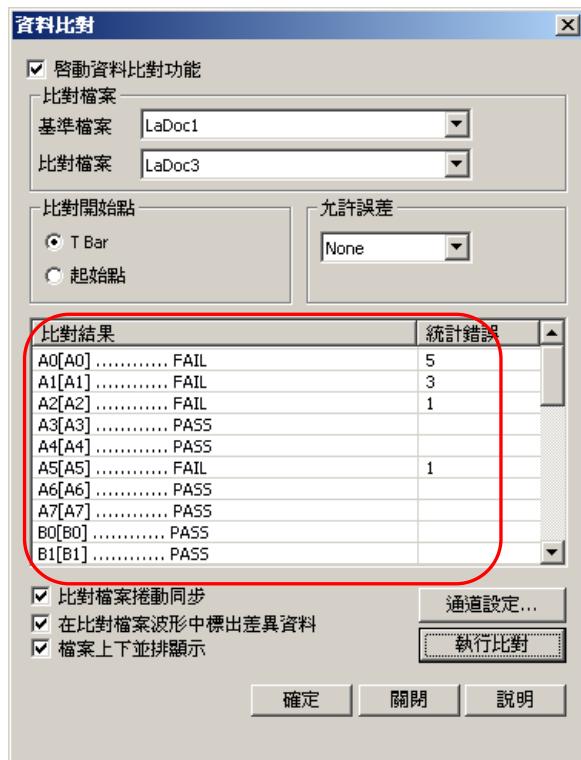 資料比對
啓動資料比對功能
比對檔案
基準檔案 LaDoc1
比對檔案 LaDoc3
比對開始點 允許誤差
T Bar None
起始點
比對結果 統計錯誤
A0[A0] ............ FAIL 5
A1[A1] ............ FAIL 3
A2[A2] ............ FAIL 1
A3[A3] ............ PASS
A4[A4] ............ PASS
A5[A5] ............ FAIL 1
A6[A6] ............ PASS
A7[A7] ............ PASS
B0[B0] ............ PASS
B1[B1] ............ PASS
比對檔案捲動同步 通道設定...
在比對檔案波形中標出差異資料 執行比對
檔案上下並排顯示
確定 關閉 說明